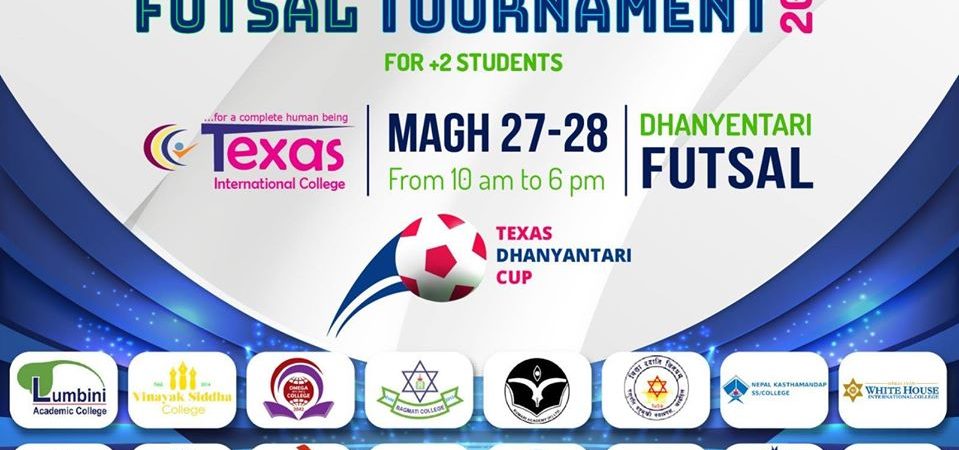 FUTSAL TOURNAMENT
FOR +2 STUDENTS
...for a complete human being
Texas
International College
MAGH 27-28
From 10 am to 6 pm
DHANYENTARI
FUTSAL
TEXAS
DHANYANTARI
CUP
Lumbini
Academic College
Vinayak Siddha
College
OMEGA
COLLEGE
2042
BAGMATI COLLEGE
NEPAL KASTHAMANDAP
SS/COLLEGE
WHITE HOUSE
INTERNATIONAL COLLEGE